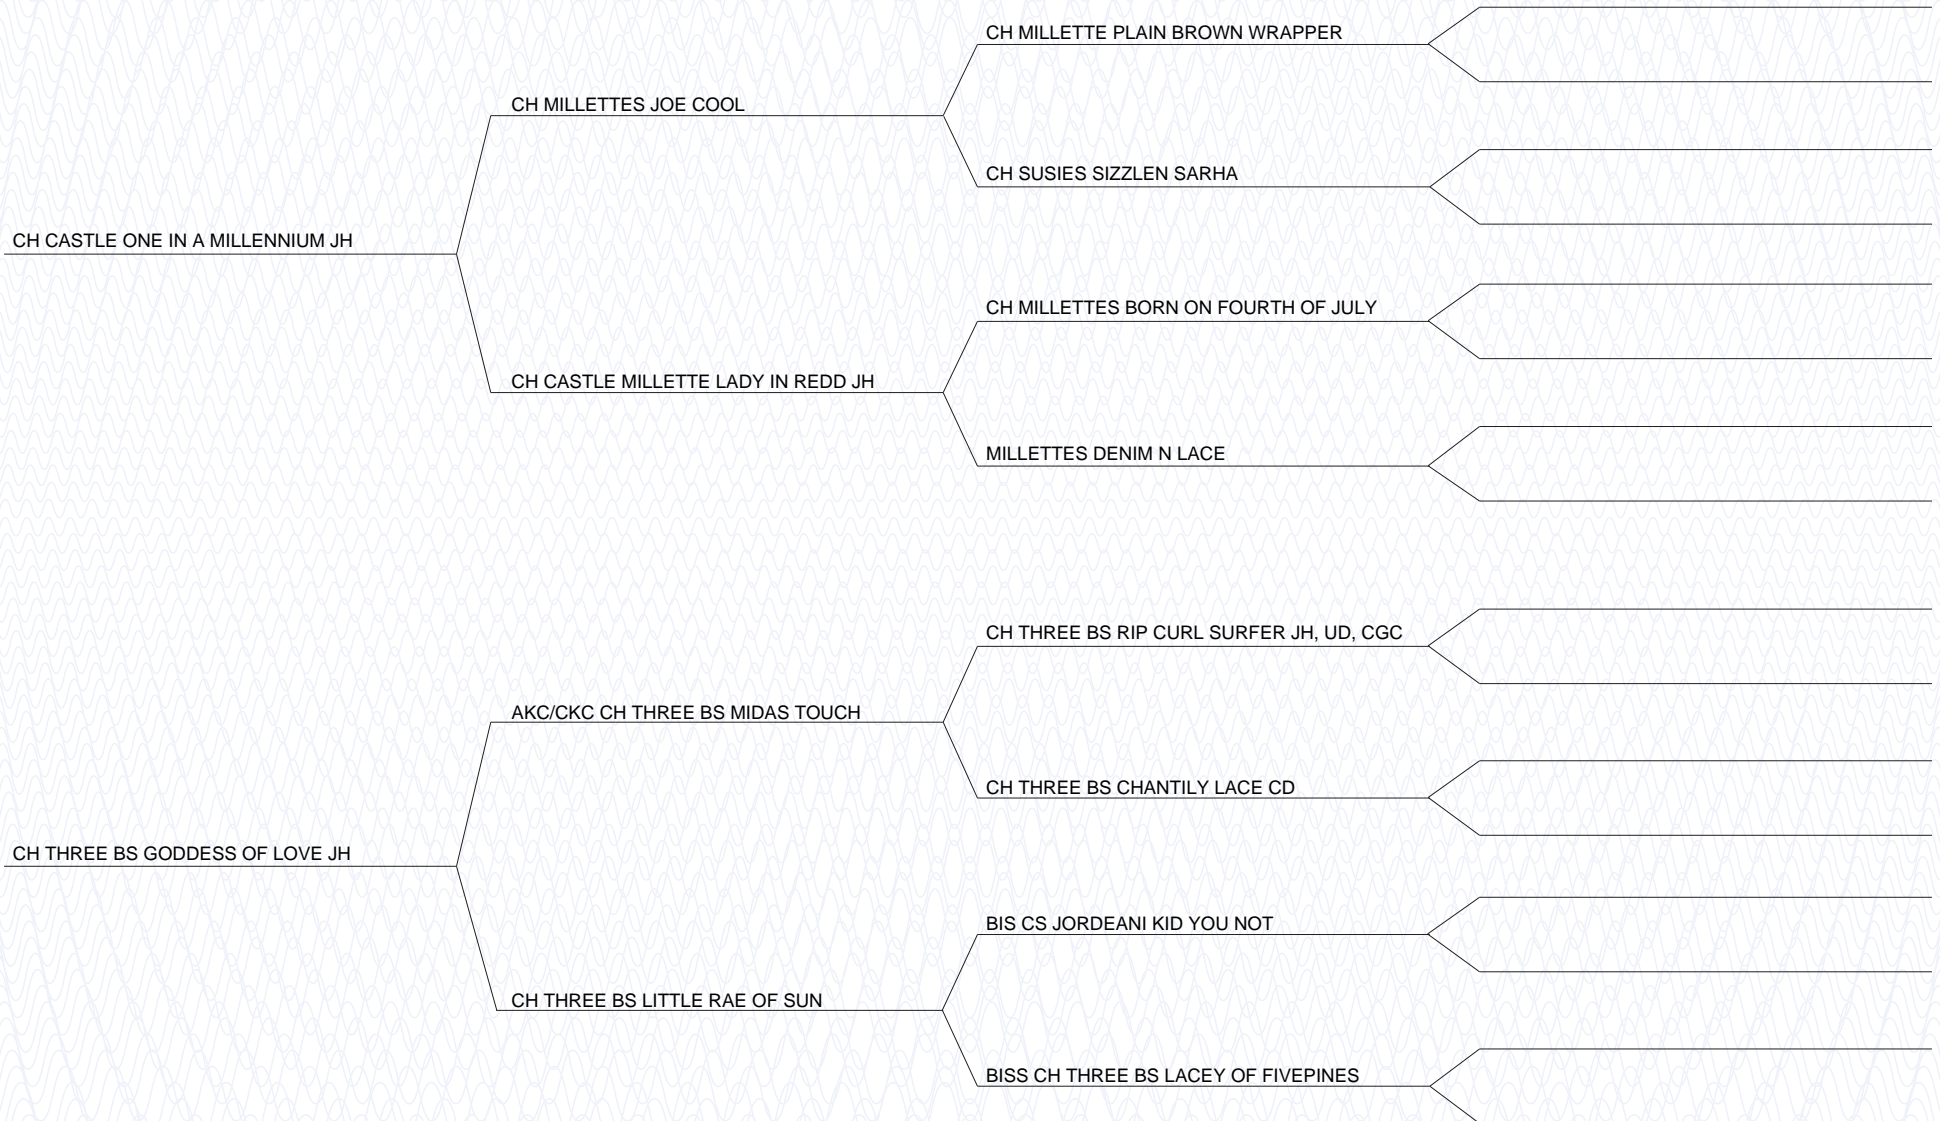 CH MILLETTE PLAIN BROWN WRAPPER
CH MILLETTES JOE COOL
CH SUSIES SIZZLEN SARHA
CH CASTLE ONE IN A MILLENNIUM JH
CH MILLETTES BORN ON FOURTH OF JULY
CH CASTLE MILLETTE LADY IN REDD JH
MILLETTES DENIM N LACE
CH THREE BS RIP CURL SURFER JH, UD, CGC
AKC/CKC CH THREE BS MIDAS TOUCH
CH THREE BS CHANTILY LACE CD
CH THREE BS GODDESS OF LOVE JH
BIS CS JORDEANI KID YOU NOT
CH THREE BS LITTLE RAE OF SUN
BISS CH THREE BS LACEY OF FIVEPINES